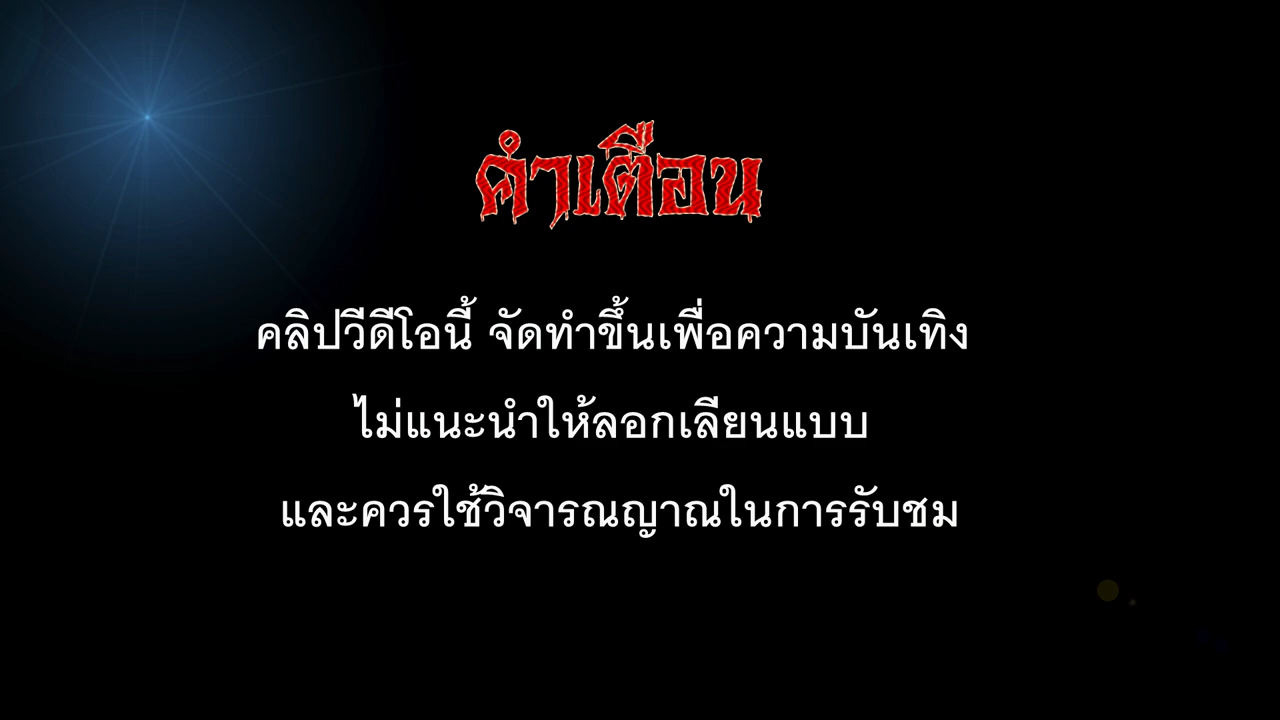 คำเตือน
คลิปวีดีโอนี้ จัดทำขึ้นเพื่อความบันเทิง
ไม่แนะนำให้ลอกเลียนแบบ
และควรใช้วิจารณญาณในการรับชม